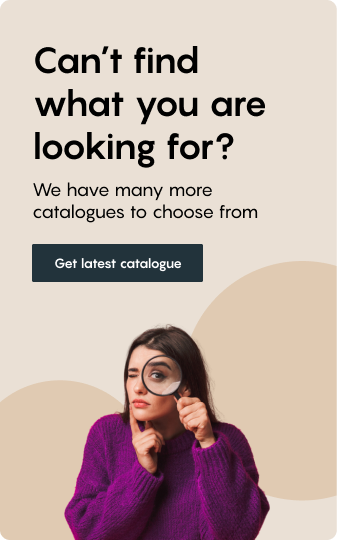 Can’t find
what you are
looking for?
We have many more
catalogues to choose from
Get latest catalogue